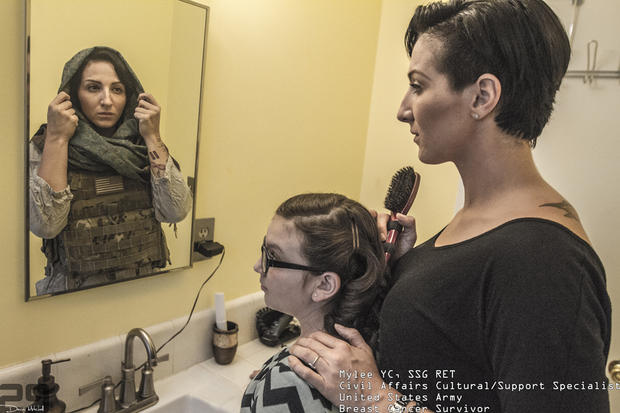 Mylee YC, SSG RET
Civil Affairs Cultural/Support Specialist
United States Army
Breast Cancer Survivor